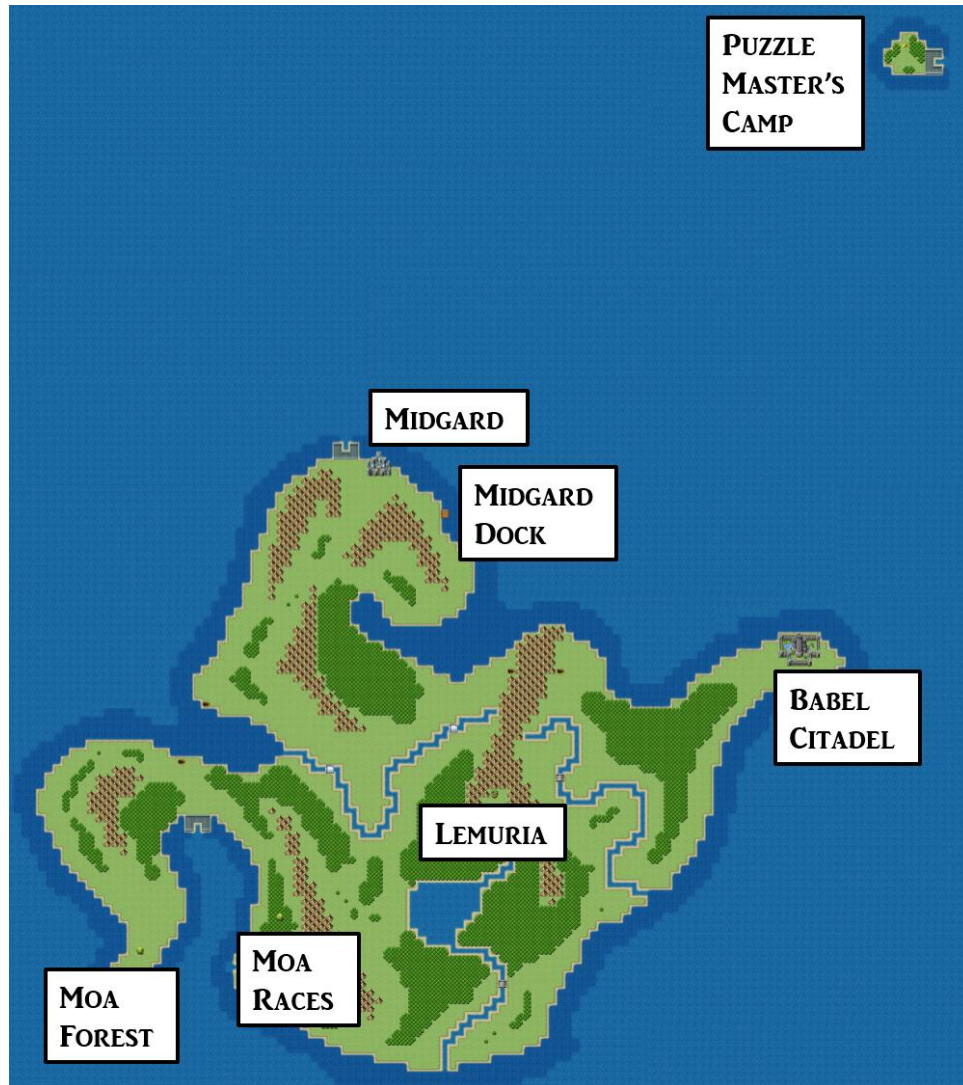 Puzzle
Master's
Camp
Midgard
Midgard
Dock
Babel
Citadel
Lemuria
Moa
Races
Moa
Forest